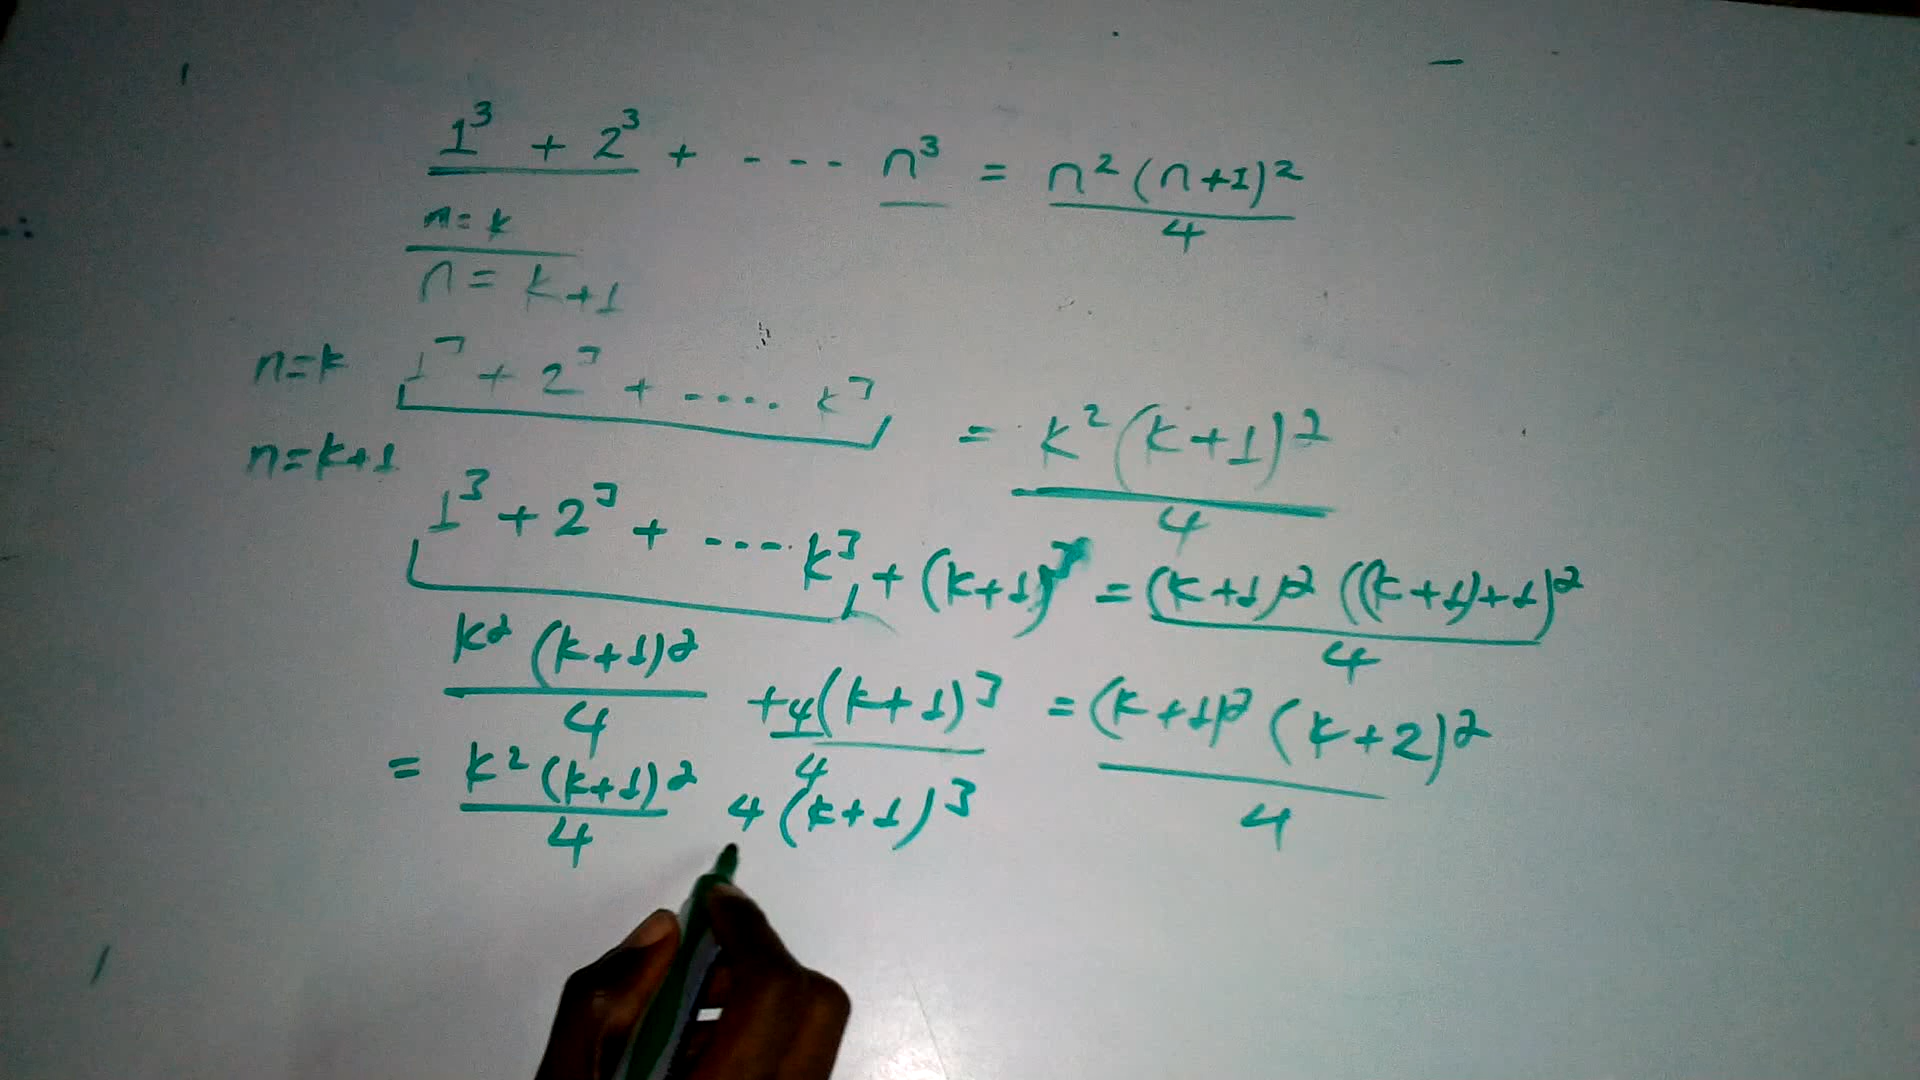 1³ + 2³ + ---- n³ = n²(n+1)²/4
n=k
n=k+1
n=k 1³ + 2³ + ..... k³ = k²(k+1)²/4
n=k+1 1³ + 2³ + ---- k³ + (k+1)³ = (k+1)²((k+1)+1)²/4
k²(k+1)²/4 + 4(k+1)³/4 = (k+1)²(k+2)²/4
= k²(k+1)²/4 4(k+1)³